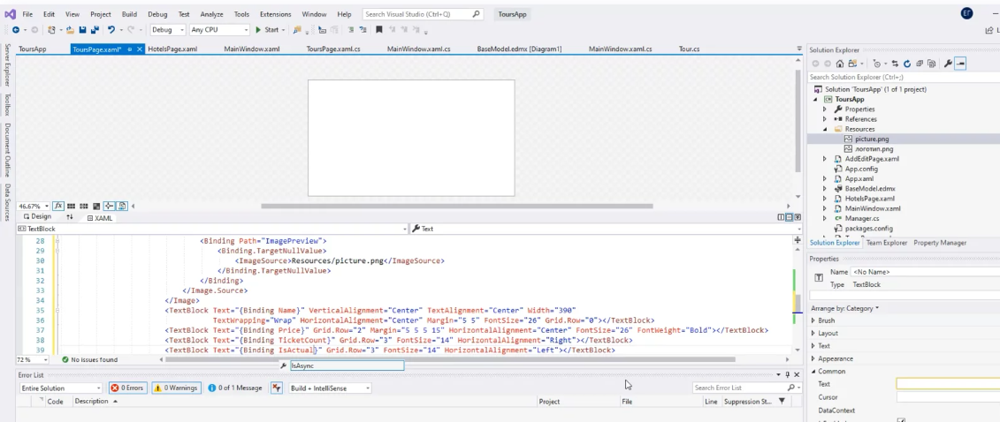 File Edit View Project Build Debug Test Analyze Tools Extensions Window Help Search Visual Studio (Ctrl+Q) ToursApp ЕГ
Debug Any CPU Start
ToursApp ToursPage.xaml* HotelsPage.xaml MainWindow.xaml ToursPage.xaml.cs MainWindow.xaml.cs BaseModel.edmx [Diagram1] MainWindow.xaml.cs Tour.cs
Server Explorer
Toolbox
Document Outline
Data Sources
46.67% fx
Design XAML
TextBlock Text
28 <Binding Path="ImagePreview">
29 <Binding.TargetNullValue>
30 <ImageSource>Resources/picture.png</ImageSource>
31 </Binding.TargetNullValue>
32 </Binding>
33 </Image.Source>
34 </Image>
35 <TextBlock Text="{Binding Name}" VerticalAlignment="Center" TextAlignment="Center" Width="390"
36 TextWrapping="Wrap" HorizontalAlignment="Center" Margin="5 5" FontSize="26" Grid.Row="0"></TextBlock>
37 <TextBlock Text="{Binding Price}" Grid.Row="2" Margin="5 5 5 15" HorizontalAlignment="Center" FontSize="26" FontWeight="Bold"></TextBlock>
38 <TextBlock Text="{Binding TicketCount}" Grid.Row="3" FontSize="14" HorizontalAlignment="Right"></TextBlock>
39 <TextBlock Text="{Binding IsActual}" Grid.Row="3" FontSize="14" HorizontalAlignment="Left"></TextBlock>
72 % No issues found
IsAsync
Error List
Entire Solution 0 Errors 0 Warnings 0 of 1 Message Build + IntelliSense Search Error List
Code Description Project File Line Suppression St...
Solution Explorer
Search Solution Explorer (Ctrl+;)
Solution 'ToursApp' (1 of 1 project)
ToursApp
Properties
References
Resources
picture.png
логотип.png
AddEditPage.xaml
App.config
App.xaml
BaseModel.edmx
HotelsPage.xaml
MainWindow.xaml
Manager.cs
packages.config
Solution Explorer Team Explorer Property Manager
Properties
Name <No Name>
Type TextBlock
Arrange by: Category
Brush
Layout
Text
Appearance
Common
Text
Cursor
DataContext